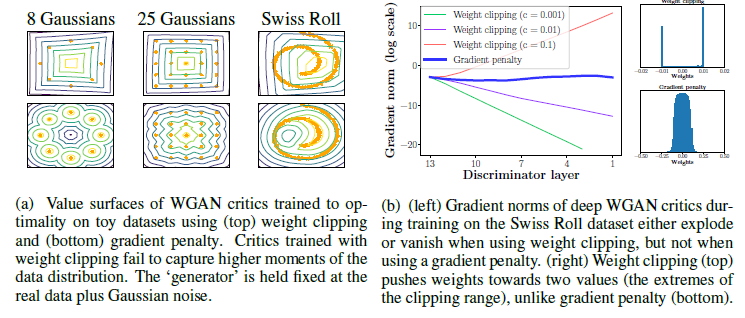 8 Gaussians 25 Gaussians Swiss Roll
(a) Value surfaces of WGAN critics trained to op-
timality on toy datasets using (top) weight clipping
and (bottom) gradient penalty. Critics trained with
weight clipping fail to capture higher moments of the
data distribution. The ‘generator’ is held fixed at the
real data plus Gaussian noise.
Gradient norm (log scale)
10
0
−10
−20
Weight clipping (c = 0.001)
Weight clipping (c = 0.01)
Weight clipping (c = 0.1)
Gradient penalty
13 10 7 4 1
Discriminator layer
Weight clipping
−0.02 −0.01 0.00 0.01 0.02
Weights
Gradient penalty
−0.50 −0.25 0.00 0.25 0.50
Weights
(b) (left) Gradient norms of deep WGAN critics dur-
ing training on the Swiss Roll dataset either explode
or vanish when using weight clipping, but not when
using a gradient penalty. (right) Weight clipping (top)
pushes weights towards two values (the extremes of
the clipping range), unlike gradient penalty (bottom).